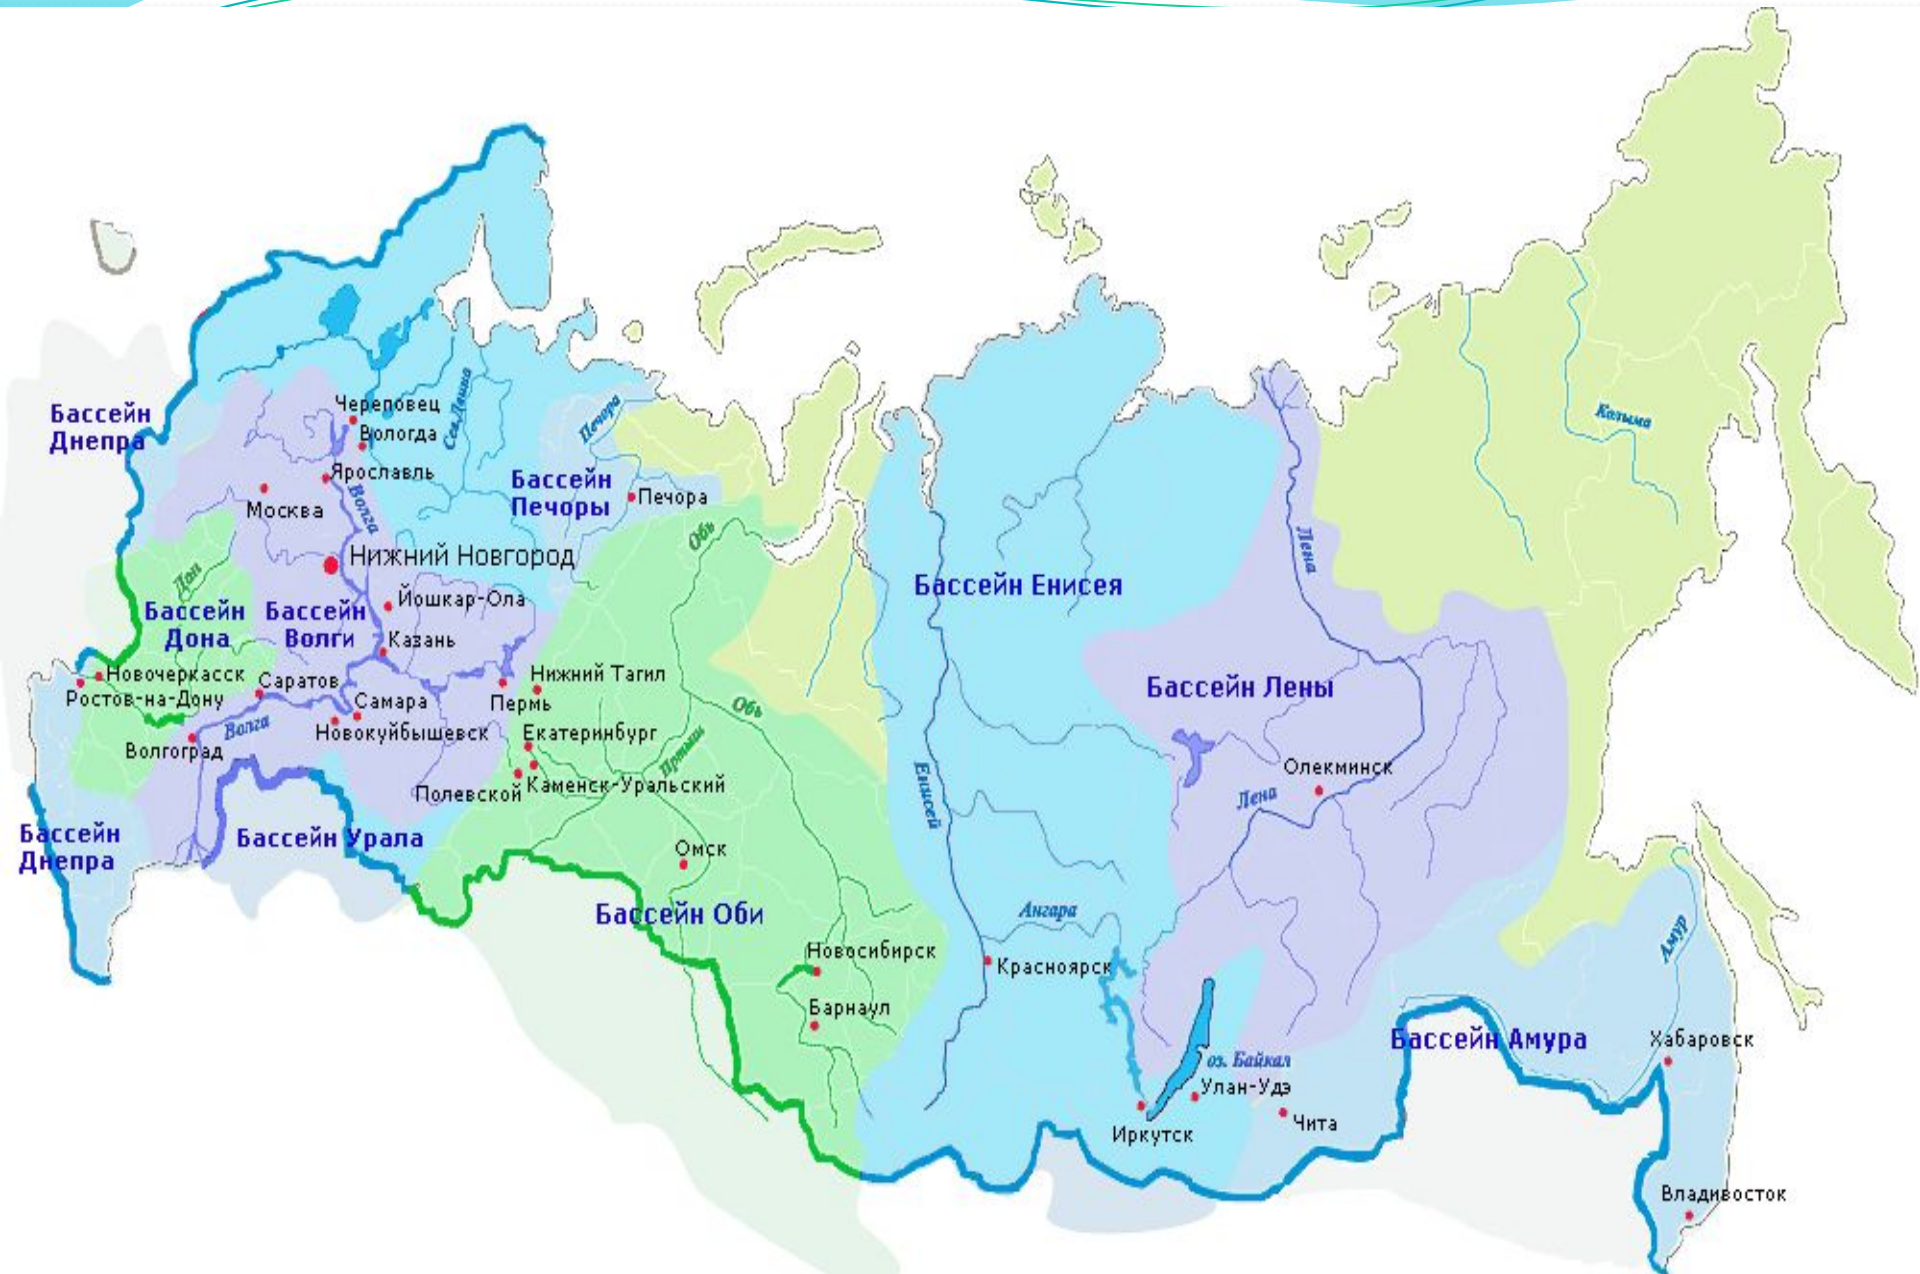 Бассейн
Днепра
Череповец
Вологда
Ярославль
Москва
Волга
Сев.Двина
Печора
Бассейн
Печоры
Печора
Нижний Новгород
Йошкар-Ола
Казань
Дон
Бассейн
Дона
Бассейн
Волги
Новочеркасск
Ростов-на-Дону
Саратов
Самара
Новокуйбышевск
Волга
Волгоград
Пермь
Нижний Тагил
Екатеринбург
Каменск-Уральский
Полевской
Обь
Обь
Иртыш
Бассейн
Днепра
Бассейн Урала
Омск
Бассейн Оби
Новосибирск
Барнаул
Бассейн Енисея
Енисей
Ангара
Красноярск
Иркутск
оз. Байкал
Улан-Удэ
Чита
Лена
Бассейн Лены
Олекминск
Лена
Колыма
Амур
Бассейн Амура
Хабаровск
Владивосток